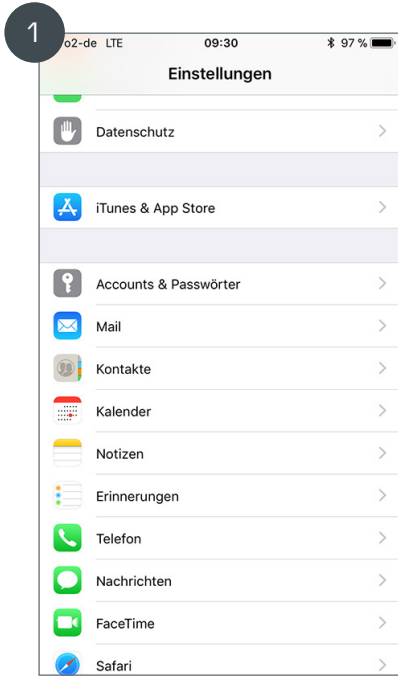 1
o2-de LTE 09:30 97 %
Einstellungen
Datenschutz
iTunes & App Store
Accounts & Passwörter
Mail
Kontakte
Kalender
Notizen
Erinnerungen
Telefon
Nachrichten
FaceTime
Safari